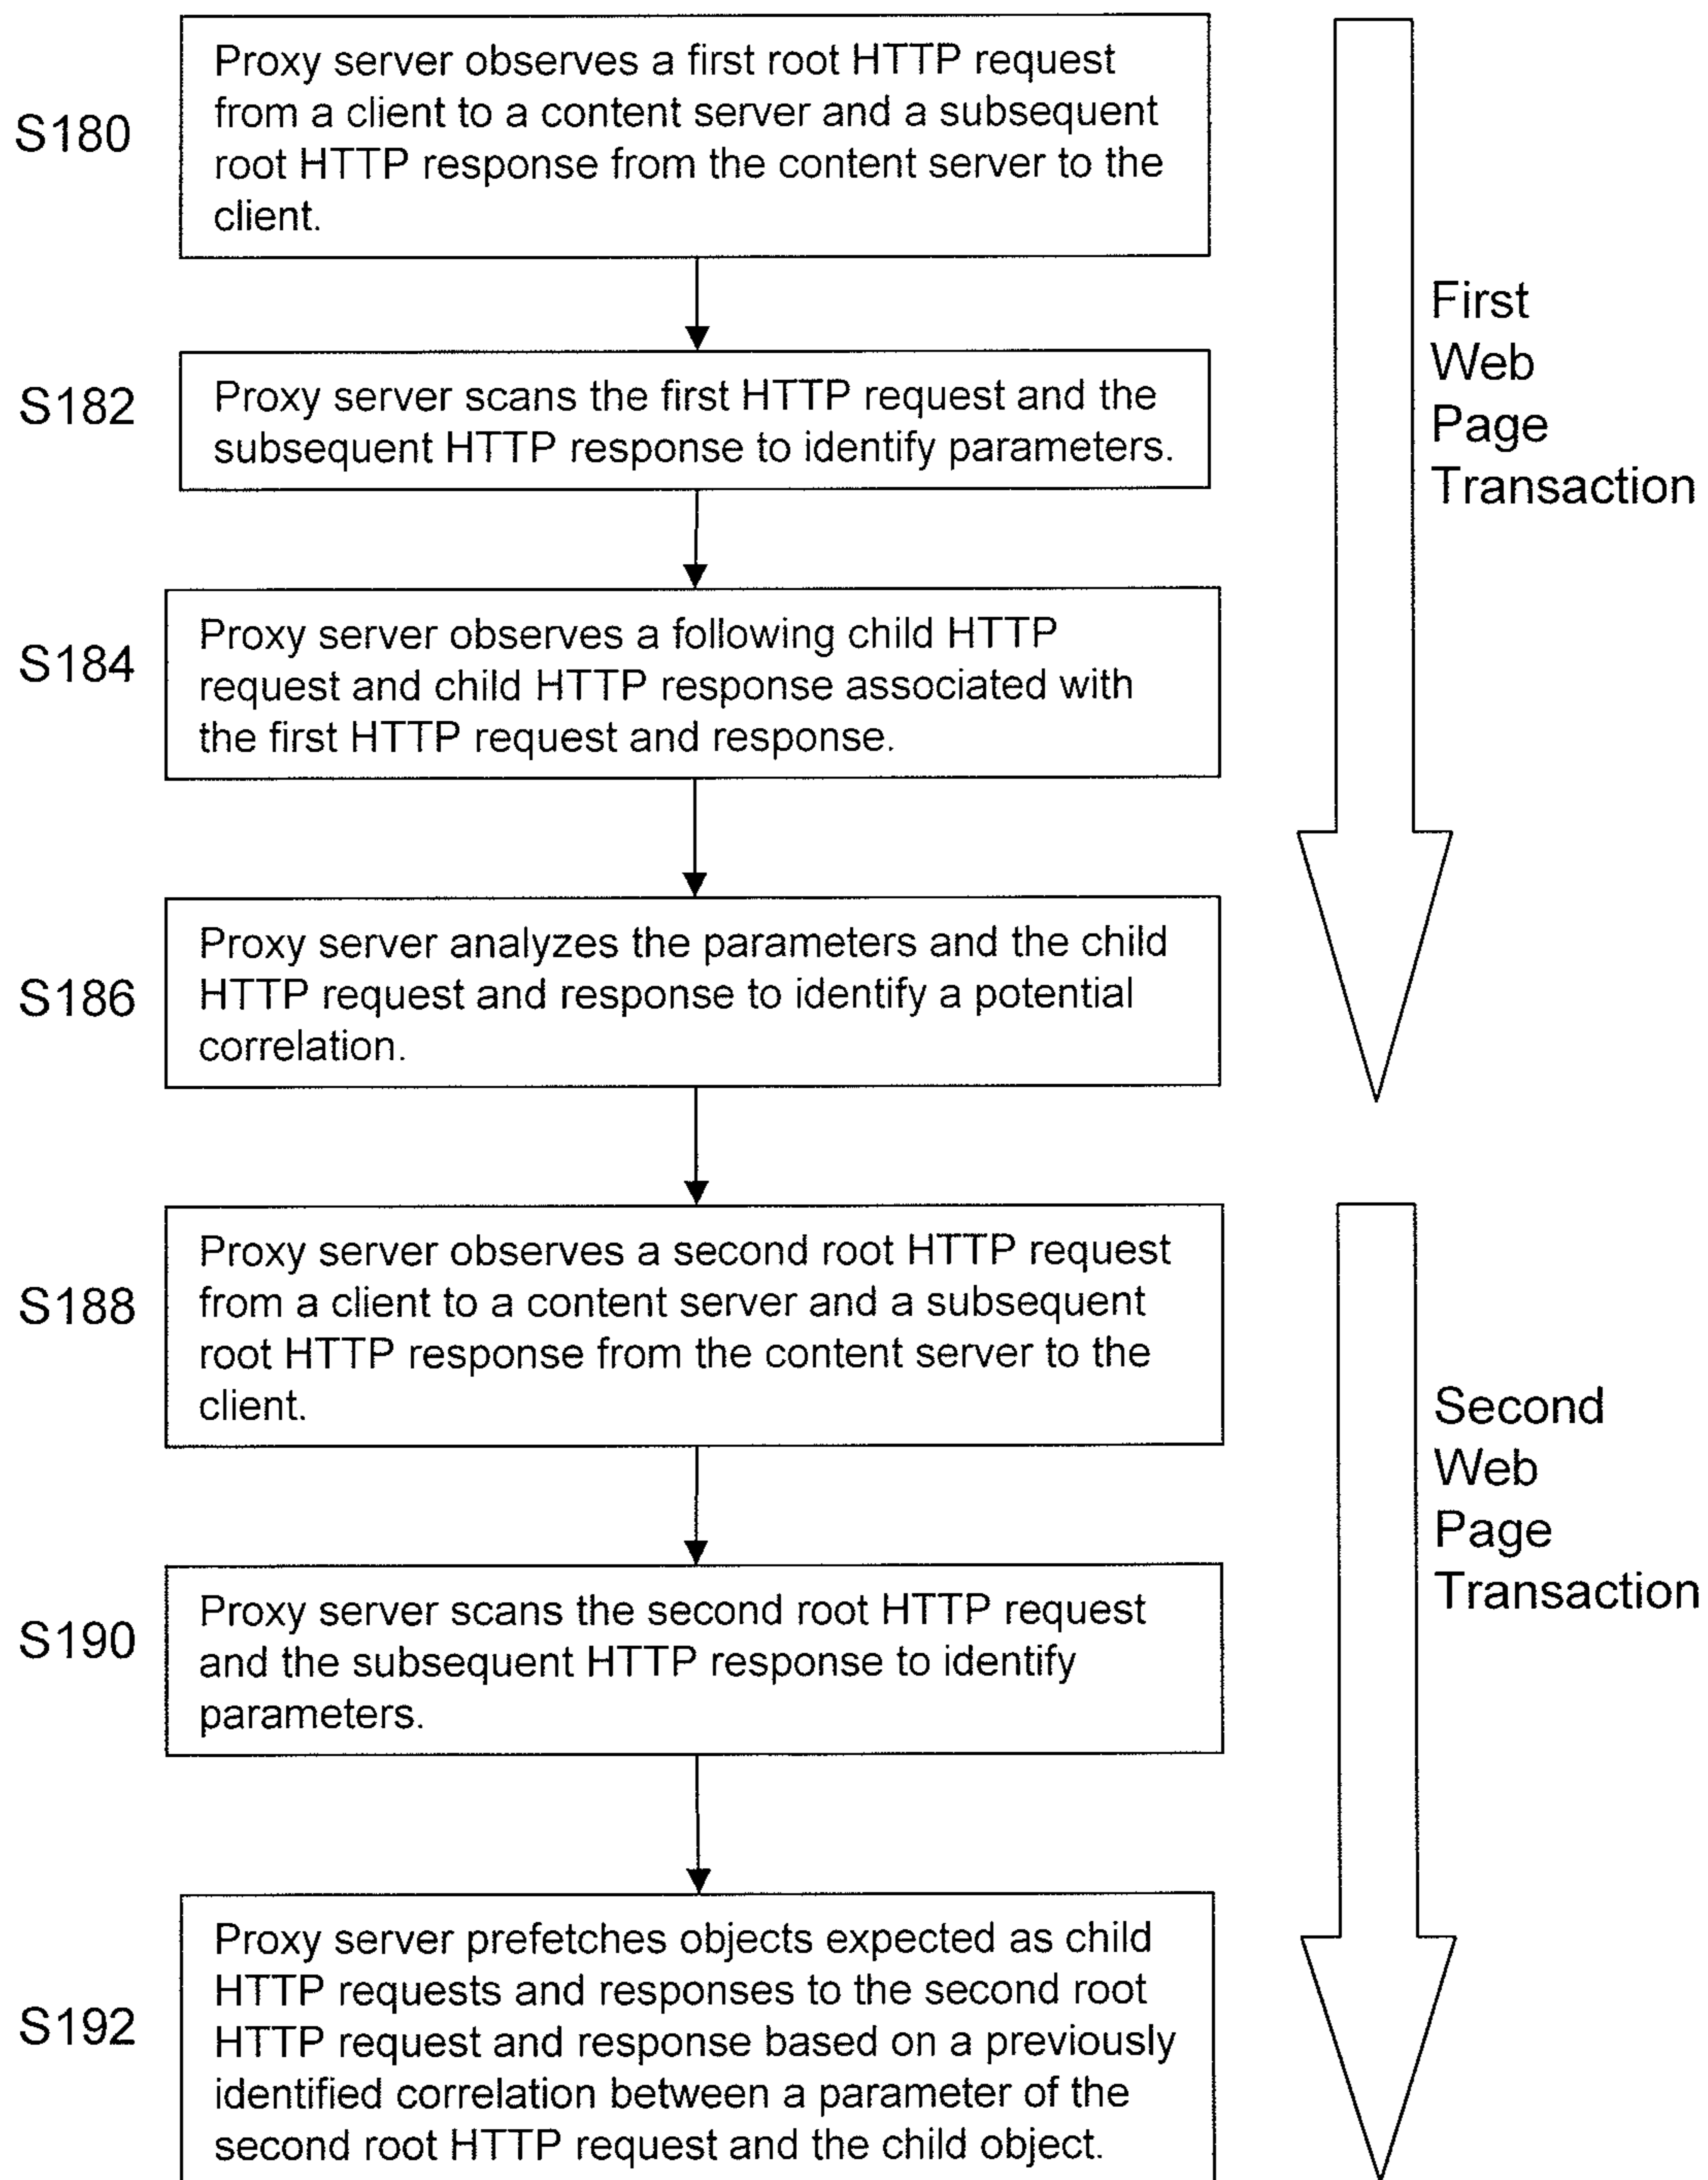 S180
Proxy server observes a first root HTTP request
from a client to a content server and a subsequent
root HTTP response from the content server to the
client.
First
Web
Page
Transaction
S182
Proxy server scans the first HTTP request and the
subsequent HTTP response to identify parameters.
S184
Proxy server observes a following child HTTP
request and child HTTP response associated with
the first HTTP request and response.
S186
Proxy server analyzes the parameters and the child
HTTP request and response to identify a potential
correlation.
S188
Proxy server observes a second root HTTP request
from a client to a content server and a subsequent
root HTTP response from the content server to the
client.
Second
Web
Page
Transaction
S190
Proxy server scans the second root HTTP request
and the subsequent HTTP response to identify
parameters.
S192
Proxy server prefetches objects expected as child
HTTP requests and responses to the second root
HTTP request and response based on a previously
identified correlation between a parameter of the
second root HTTP request and the child object.